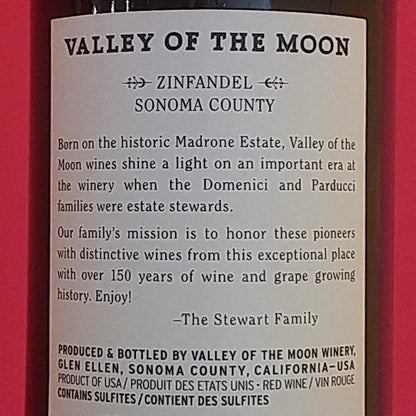 VALLEY OF THE MOON
ZINFANDEL
SONOMA COUNTY
Born on the historic Madrone Estate, Valley of the
Moon wines shine a light on an important era at
the winery when the Domenici and Parducci
families were estate stewards.
Our family's mission is to honor these pioneers
with distinctive wines from this exceptional place
with over 150 years of wine and grape growing
history. Enjoy!
–The Stewart Family
PRODUCED & BOTTLED BY VALLEY OF THE MOON WINERY,
GLEN ELLEN, SONOMA COUNTY, CALIFORNIA–USA
PRODUCT OF USA / PRODUIT DES ETATS UNIS • RED WINE / VIN ROUGE
CONTAINS SULFITES / CONTIENT DES SULFITES